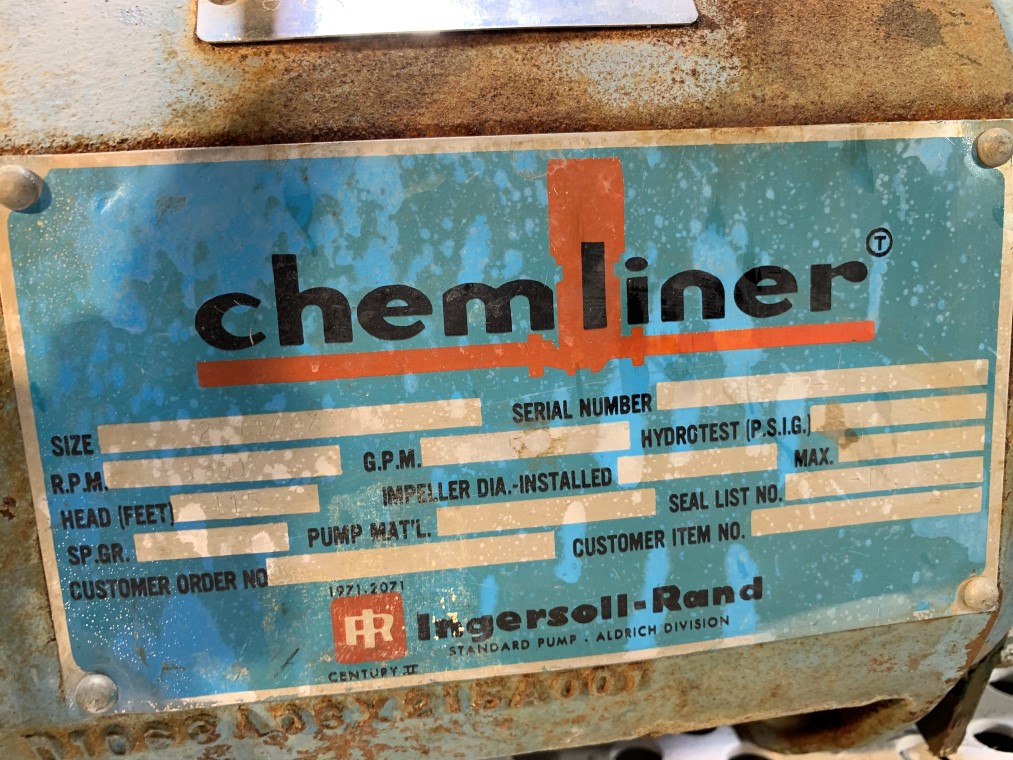 chemliner T
SERIAL NUMBER
SIZE
HYDROTEST (P.S.I.G.)
R.P.M. G.P.M. MAX.
IMPELLER DIA.-INSTALLED
HEAD (FEET) SEAL LIST NO.
SP.GR. PUMP MAT'L. CUSTOMER ITEM NO.
CUSTOMER ORDER NO
1971.2071
IR Ingersoll-Rand
STANDARD PUMP · ALDRICH DIVISION
CENTURY II